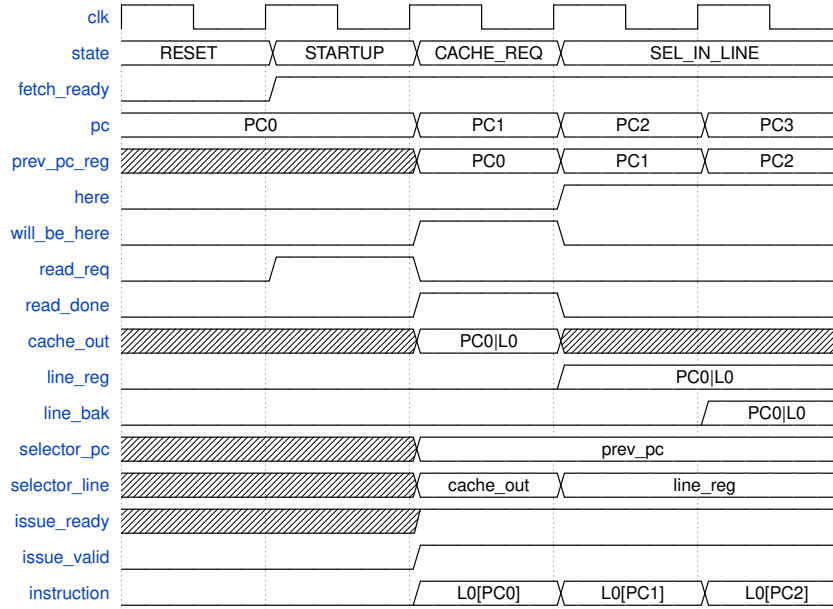 clk
state RESET STARTUP CACHE_REQ SEL_IN_LINE
fetch_ready
pc PC0 PC1 PC2 PC3
prev_pc_reg PC0 PC1 PC2
here
will_be_here
read_req
read_done
cache_out PC0|L0
line_reg PC0|L0
line_bak PC0|L0
selector_pc prev_pc
selector_line cache_out line_reg
issue_ready
issue_valid
instruction L0[PC0] L0[PC1] L0[PC2]